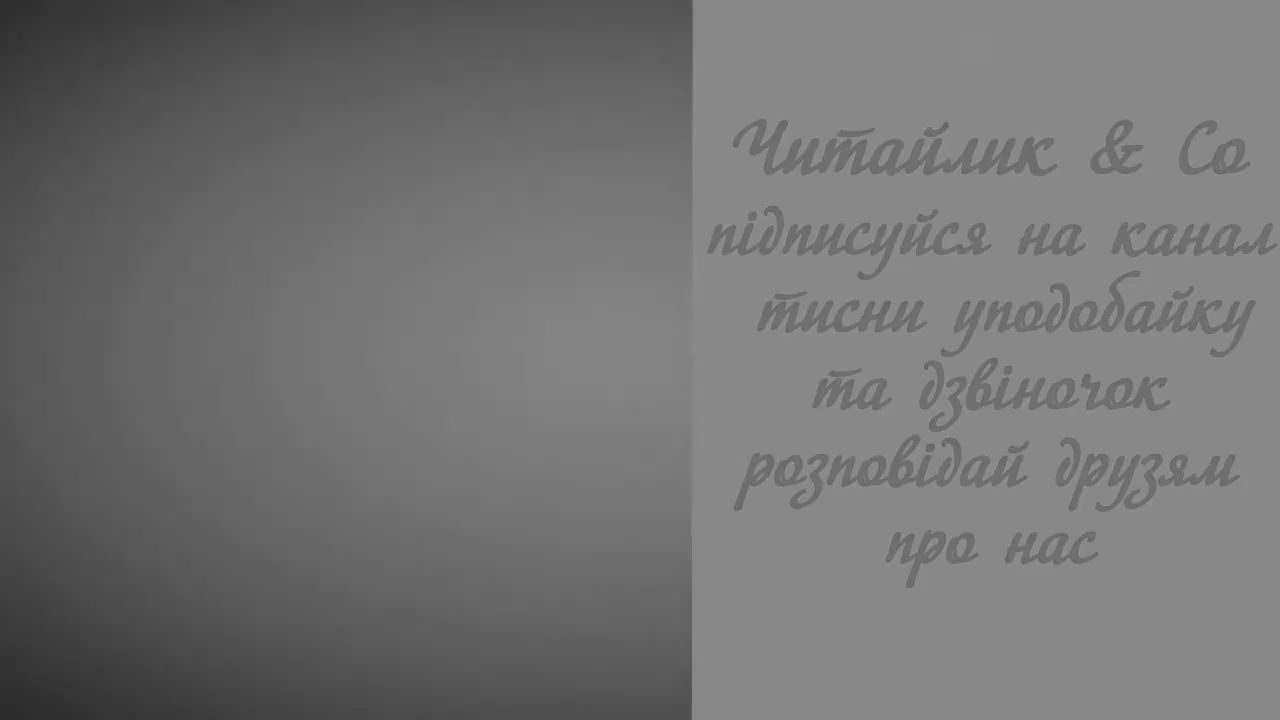 Читайлик & Co
підписуйся на канал
тисни уподобайку
та дзвіночок
розповідай друзям
про нас